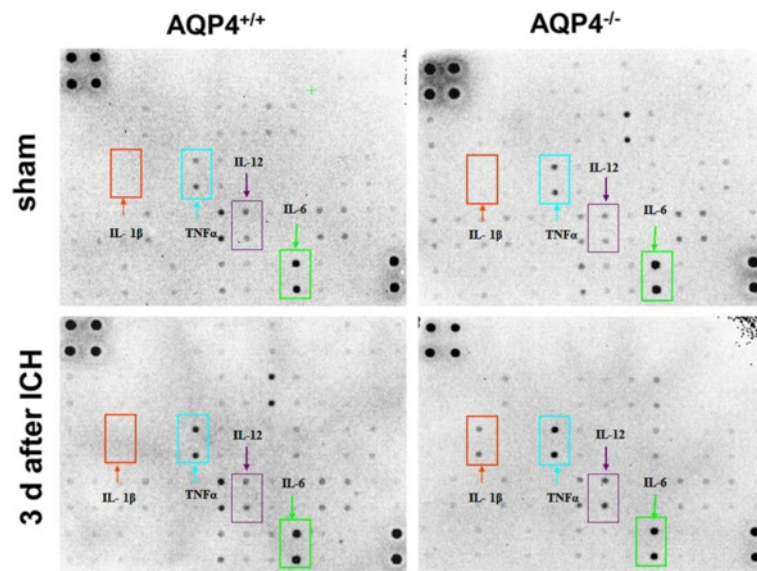 AQP4+/+ AQP4-/-
sham
IL-12
IL-6
IL- 1β
TNFα
IL-12
IL-6
IL- 1β
TNFα
3 d after ICH
IL-12
IL-6
IL- 1β
TNFα
IL-12
IL-6
IL- 1β
TNFα